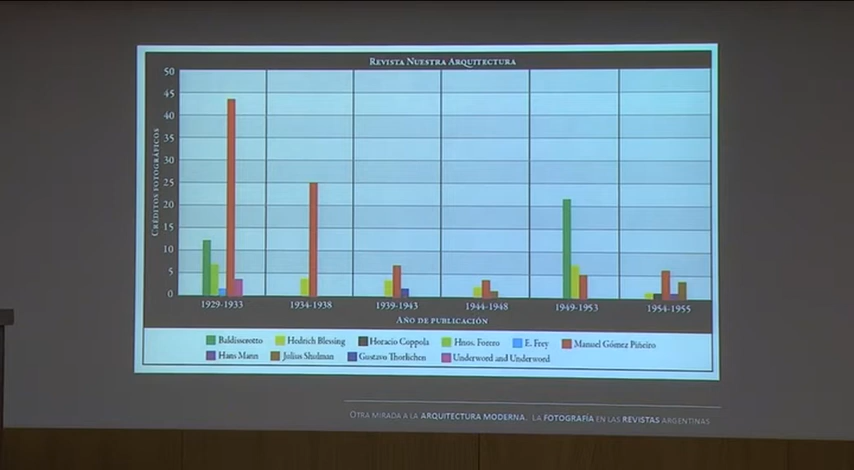 REVISTA NUESTRA ARQUITECTURA
CRÉDITOS FOTOGRÁFICOS
50
45
40
35
30
25
20
15
10
5
0
1929-1933 1934-1938 1939-1943 1944-1948 1949-1953 1954-1955
AÑO DE PUBLICACIÓN
Baldisserotto Hedrich Blessing Horacio Coppola Hnos. Forero E. Frey Manuel Gómez Piñeiro
Hans Mann Julius Shulman Gustavo Thorlichen Underword and Underword
OTRA MIRADA A LA ARQUITECTURA MODERNA. LA FOTOGRAFÍA EN LAS REVISTAS ARGENTINAS